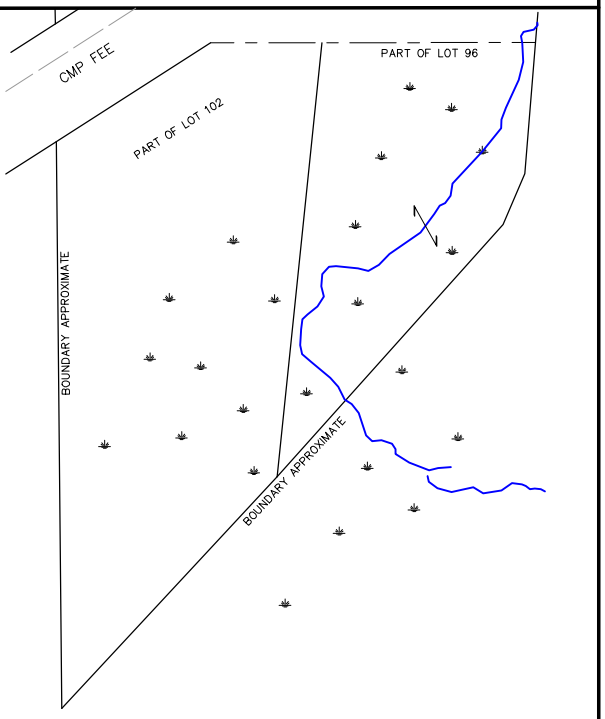 CMP FEE
PART OF LOT 96
PART OF LOT 102
BOUNDARY APPROXIMATE
BOUNDARY APPROXIMATE